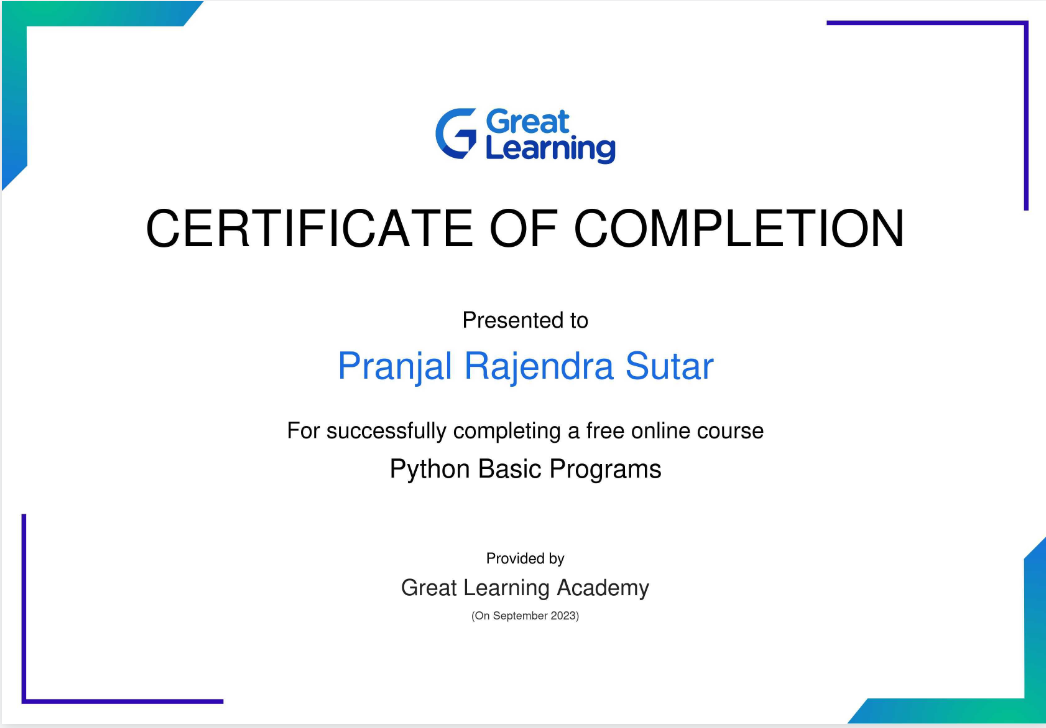 Great
Learning
CERTIFICATE OF COMPLETION
Presented to
Pranjal Rajendra Sutar
For successfully completing a free online course
Python Basic Programs
Provided by
Great Learning Academy
(On September 2023)